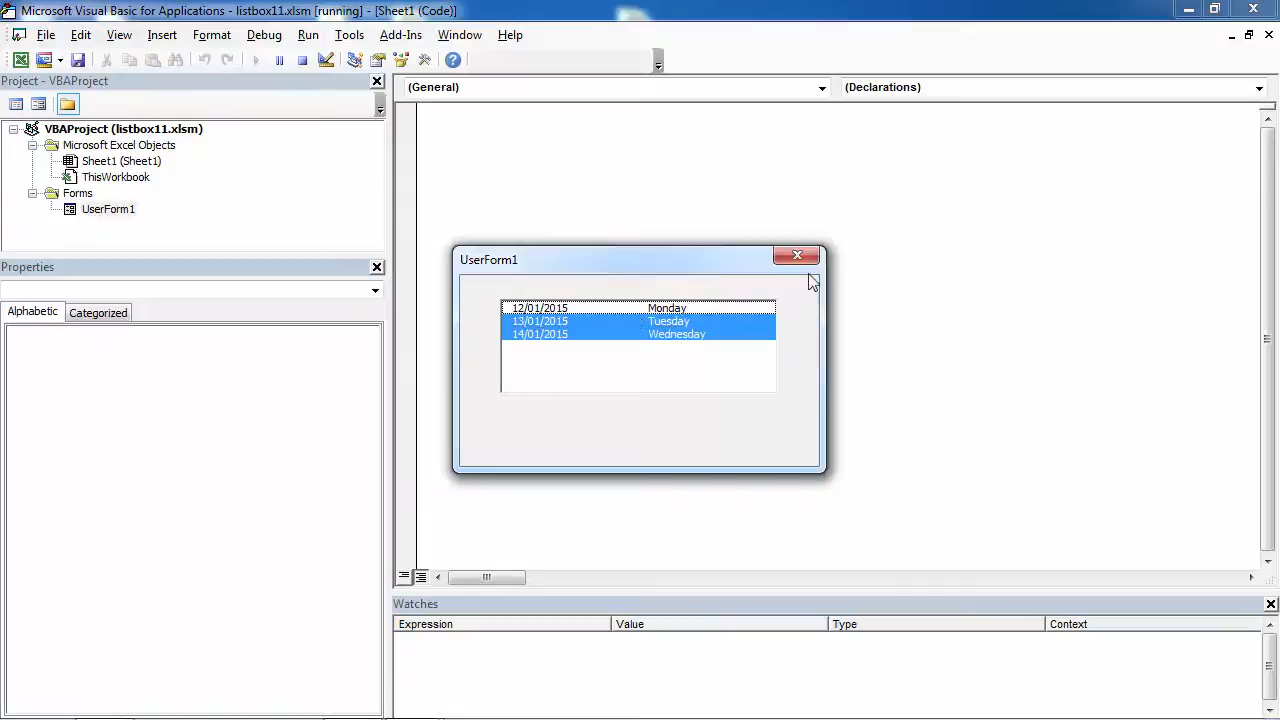 Microsoft Visual Basic for Applications - listbox11.xlsm [running] - [Sheet1 (Code)]
File Edit View Insert Format Debug Run Tools Add-Ins Window Help
Project - VBAProject
(General) (Declarations)
VBAProject (listbox11.xlsm)
Microsoft Excel Objects
Sheet1 (Sheet1)
ThisWorkbook
Forms
UserForm1
Properties
Alphabetic Categorized
UserForm1
12/01/2015 Monday
13/01/2015 Tuesday
14/01/2015 Wednesday
Watches
Expression Value Type Context